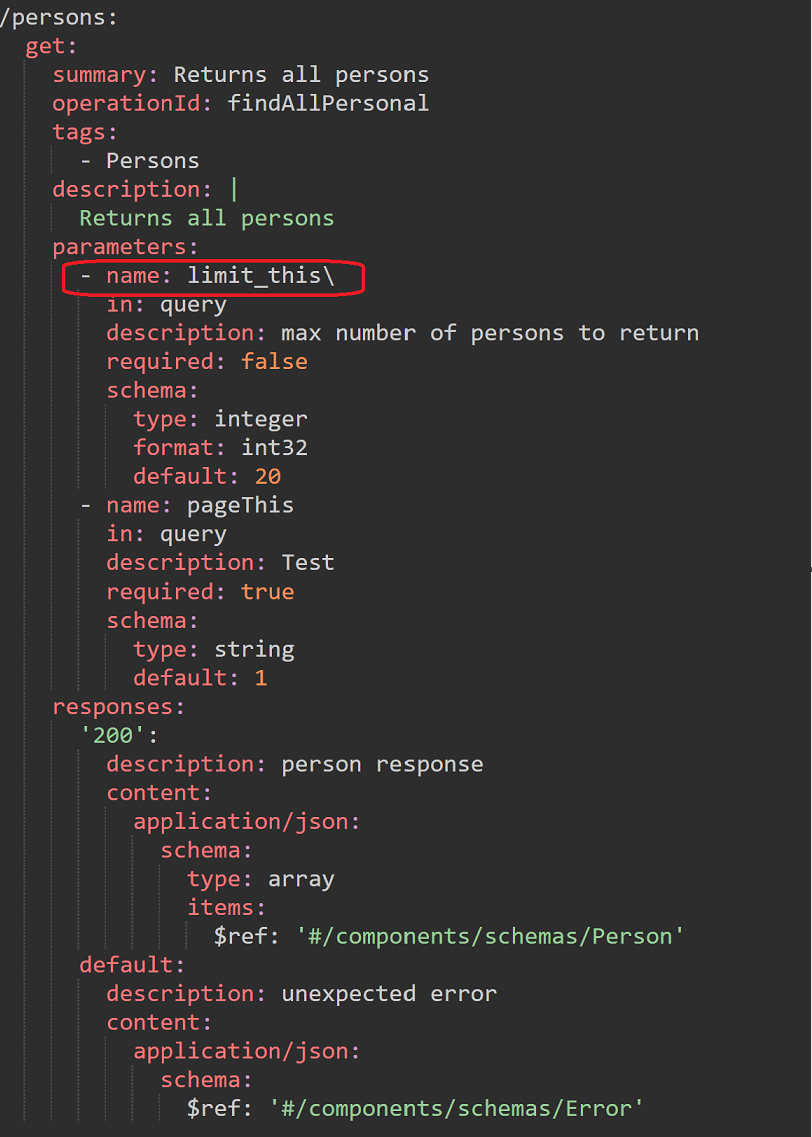 /persons:
  get:
    summary: Returns all persons
    operationId: findAllPersonal
    tags:
      - Persons
    description: |
      Returns all persons
    parameters:
      - name: limit_this\
        in: query
        description: max number of persons to return
        required: false
        schema:
          type: integer
          format: int32
          default: 20
      - name: pageThis
        in: query
        description: Test
        required: true
        schema:
          type: string
          default: 1
    responses:
      '200':
        description: person response
        content:
          application/json:
            schema:
              type: array
              items:
                $ref: '#/components/schemas/Person'
      default:
        description: unexpected error
        content:
          application/json:
            schema:
              $ref: '#/components/schemas/Error'